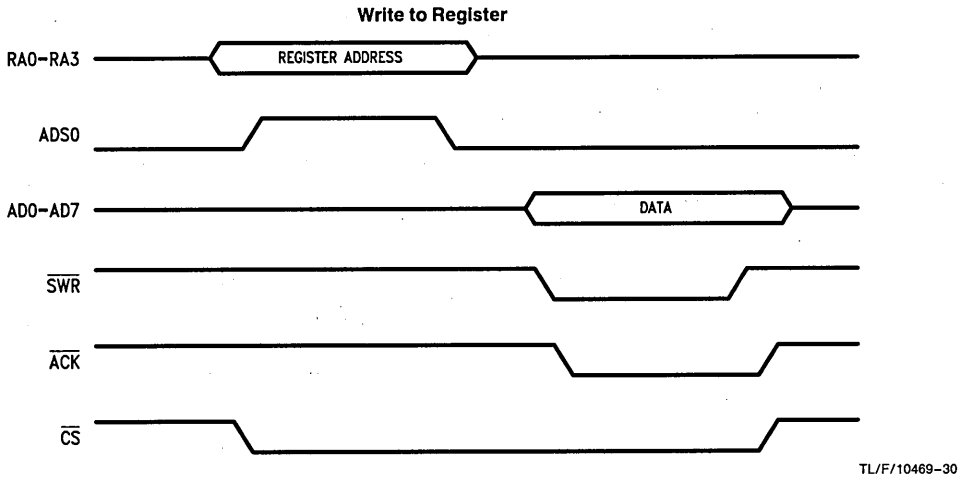 Write to Register
RA0–RA3
REGISTER ADDRESS
ADS0
AD0–AD7
DATA
SWR
ACK
CS
TL/F/10469–30